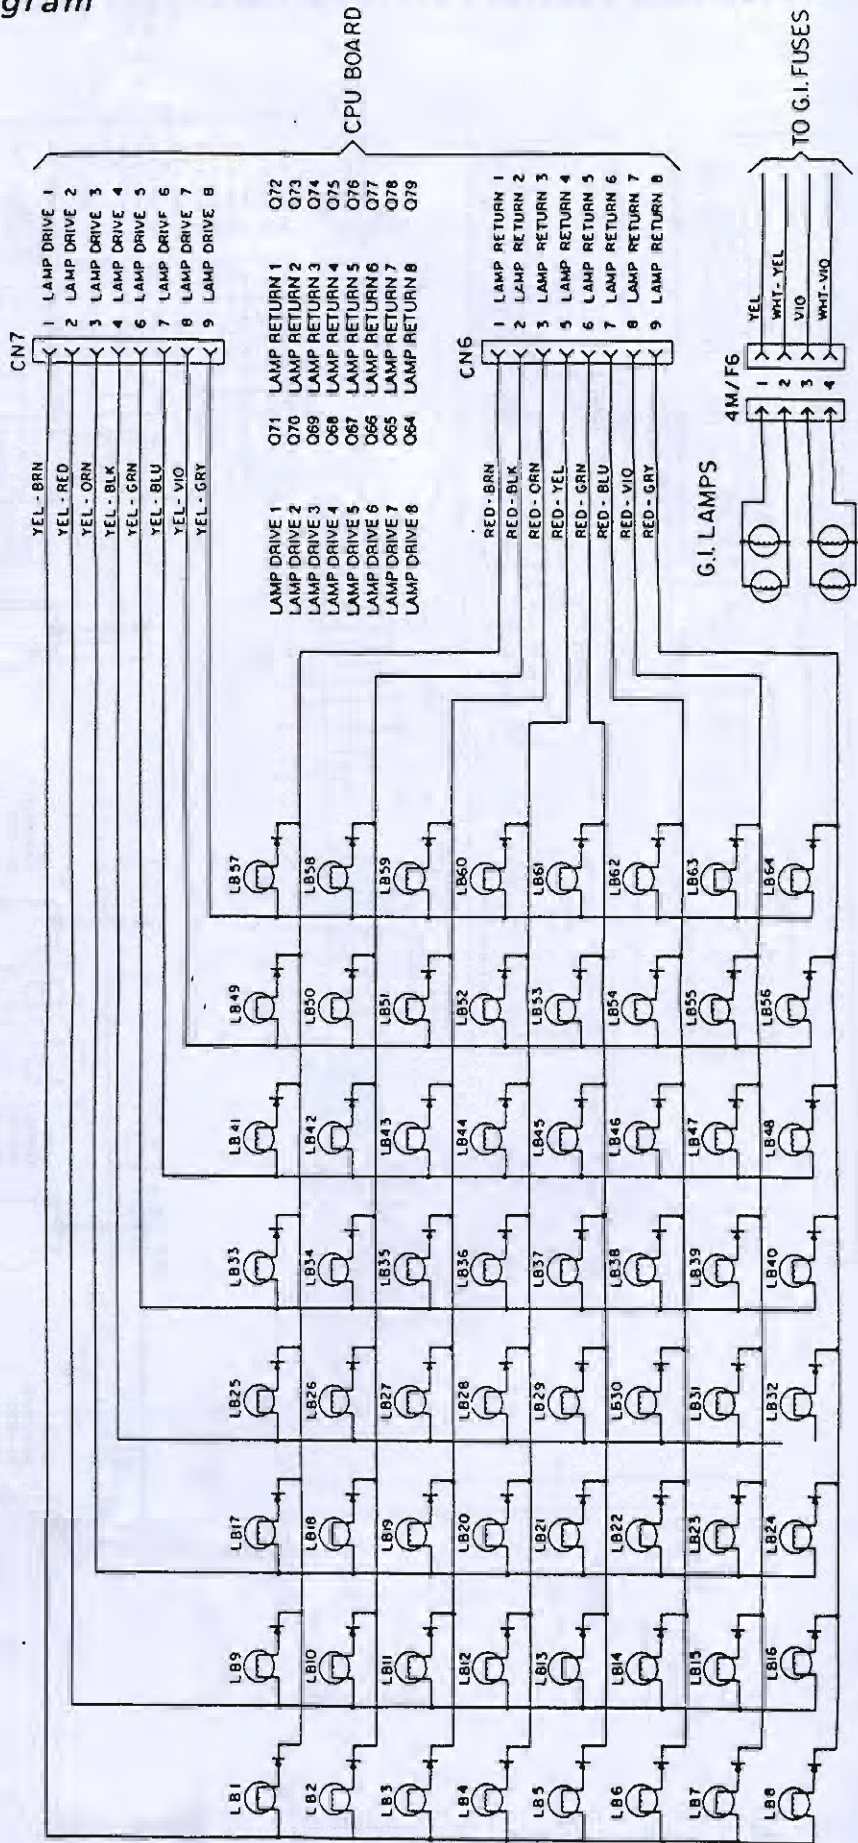 gram
CN7
YEL-BRN 1 LAMP DRIVE 1
YEL-RED 2 LAMP DRIVE 2
YEL-ORN 3 LAMP DRIVE 3
YEL-BLK 4 LAMP DRIVE 4
YEL-GRN 6 LAMP DRIVE 5
YEL-BLU 7 LAMP DRIVE 6
YEL-VIO 8 LAMP DRIVE 7
YEL-GRY 9 LAMP DRIVE 8
CPU BOARD
LAMP DRIVE 1 Q71 LAMP RETURN 1 Q72
LAMP DRIVE 2 Q70 LAMP RETURN 2 Q73
LAMP DRIVE 3 Q69 LAMP RETURN 3 Q74
LAMP DRIVE 4 Q68 LAMP RETURN 4 Q75
LAMP DRIVE 5 Q67 LAMP RETURN 5 Q76
LAMP DRIVE 6 Q66 LAMP RETURN 6 Q77
LAMP DRIVE 7 Q65 LAMP RETURN 7 Q78
LAMP DRIVE 8 Q64 LAMP RETURN 8 Q79
CN6
RED-BRN 1 LAMP RETURN 1
RED-BLK 2 LAMP RETURN 2
RED-ORN 3 LAMP RETURN 3
RED-YEL 5 LAMP RETURN 4
RED-GRN 6 LAMP RETURN 5
RED-BLU 7 LAMP RETURN 6
RED-VIO 8 LAMP RETURN 7
RED-GRY 9 LAMP RETURN 8
LB1 LB9 LB17 LB25 LB33 LB41 LB49 LB57
LB2 LB10 LB18 LB26 LB34 LB42 LB50 LB58
LB3 LB11 LB19 LB27 LB35 LB43 LB51 LB59
LB4 LB12 LB20 LB28 LB36 LB44 LB52 LB60
LB5 LB13 LB21 LB29 LB37 LB45 LB53 LB61
LB6 LB14 LB22 LB30 LB38 LB46 LB54 LB62
LB7 LB15 LB23 LB31 LB39 LB47 LB55 LB63
LB8 LB16 LB24 LB32 LB40 LB48 LB56 LB64
G.I. LAMPS
4M/F6
1 YEL
2 WHT-YEL
3 VIO
4 WHT-VIO
TO G.I. FUSES